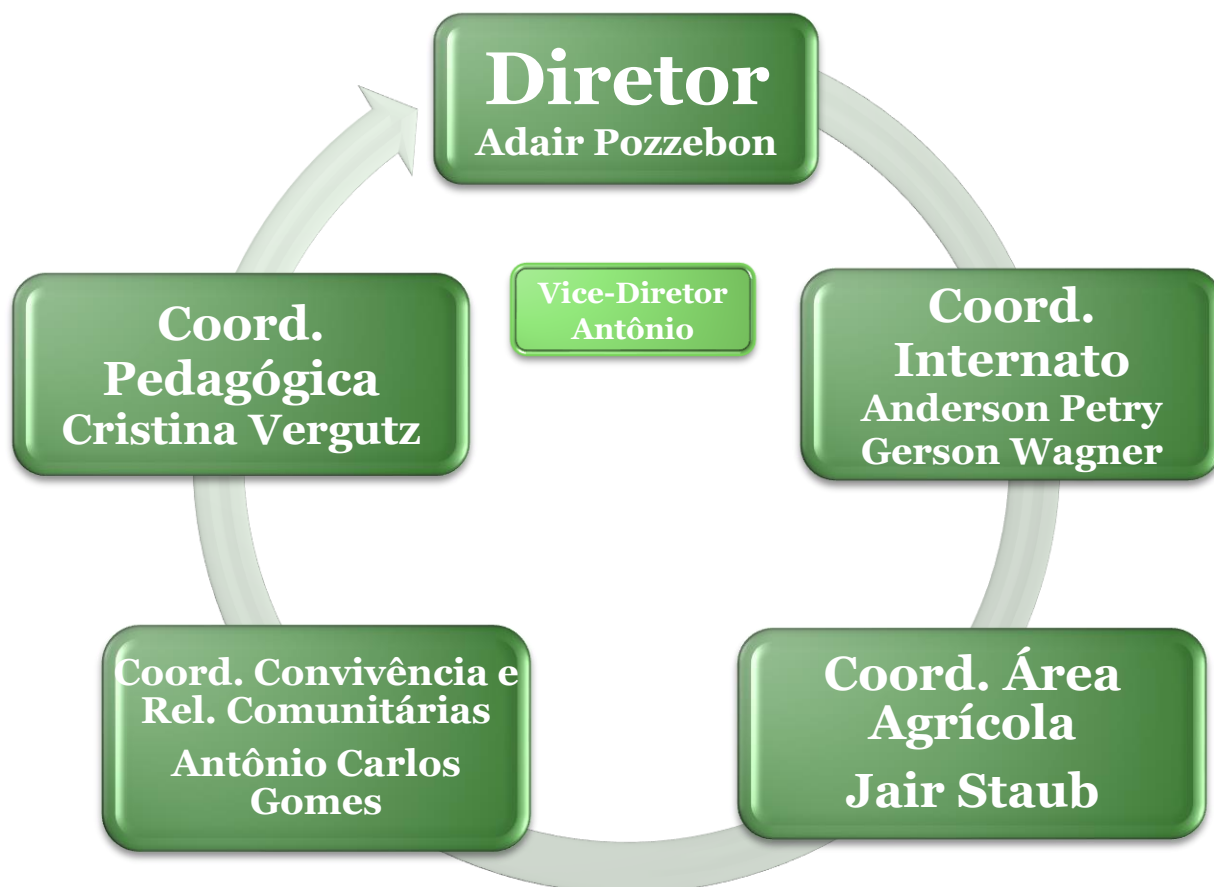 Diretor
Adair Pozzebon
Vice-Diretor
Antônio
Coord.
Internato
Anderson Petry
Gerson Wagner
Coord. Área
Agrícola
Jair Staub
Coord. Convivência e
Rel. Comunitárias
Antônio Carlos
Gomes
Coord.
Pedagógica
Cristina Vergutz